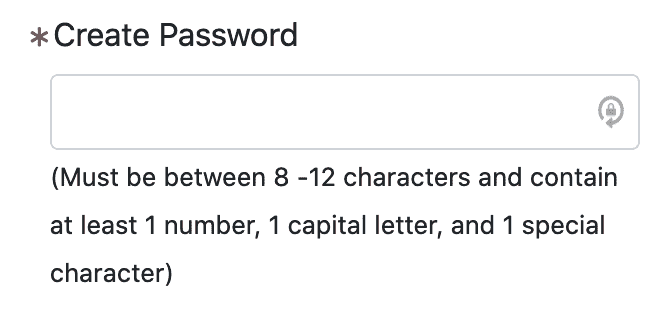 *Create Password
(Must be between 8 -12 characters and contain
at least 1 number, 1 capital letter, and 1 special
character)